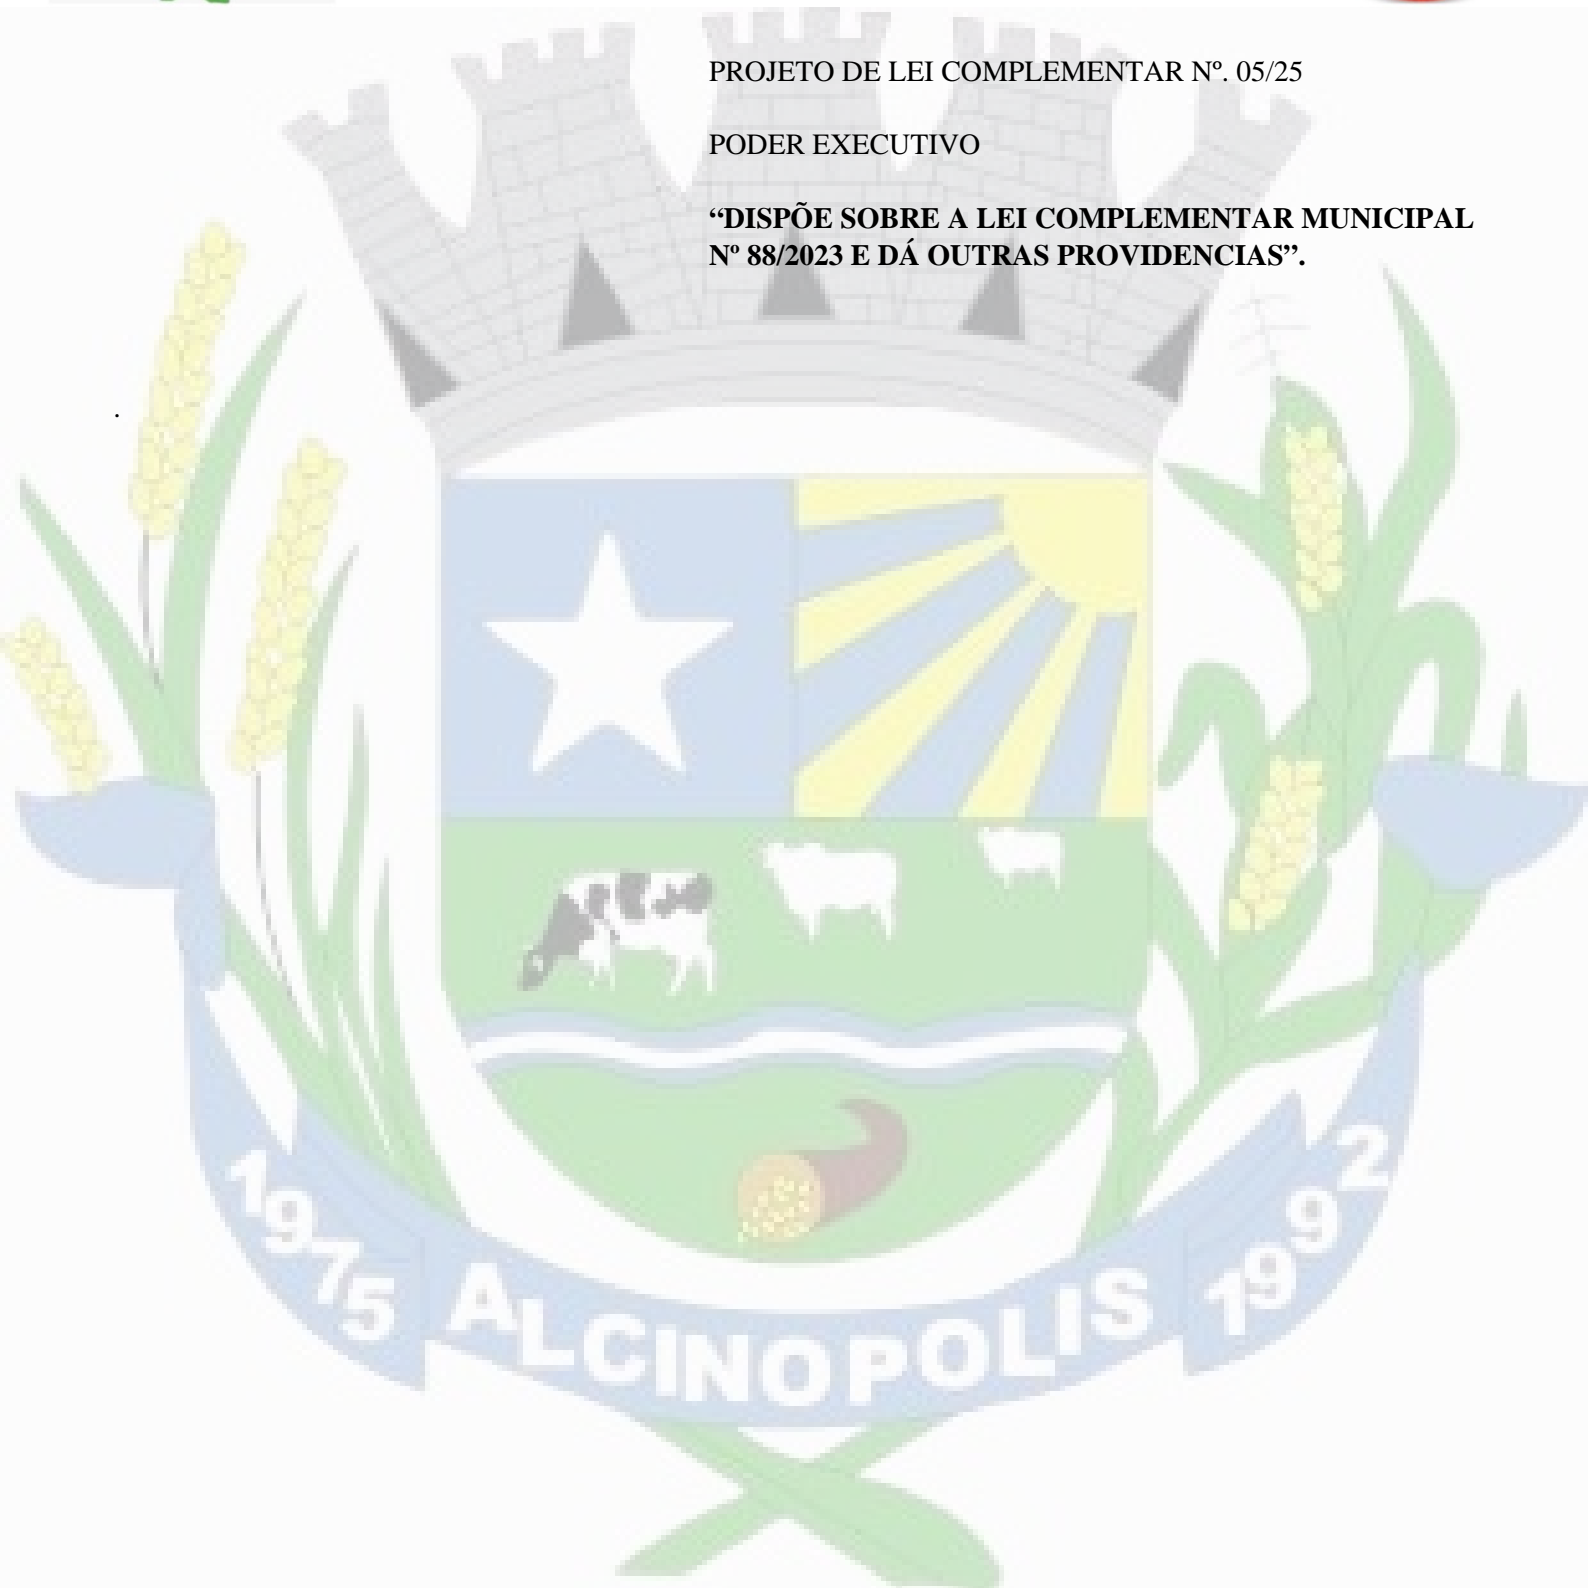 PROJETO DE LEI COMPLEMENTAR Nº. 05/25
PODER EXECUTIVO
“DISPÕE SOBRE A LEI COMPLEMENTAR MUNICIPAL
Nº 88/2023 E DÁ OUTRAS PROVIDENCIAS”.
.
1975 ALCINOPOLIS 1992